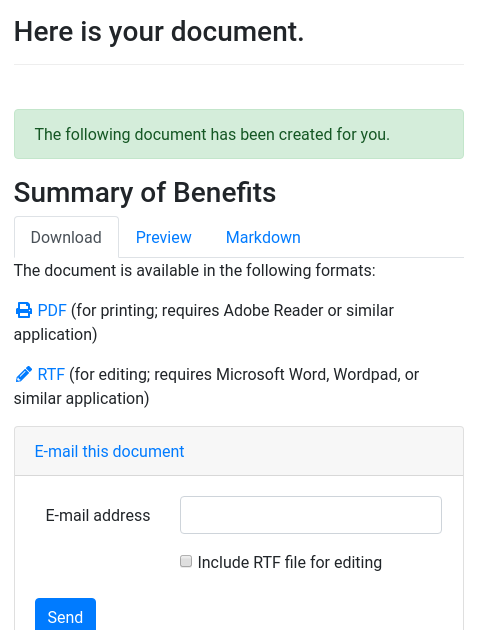 Here is your document.
The following document has been created for you.
Summary of Benefits
Download Preview Markdown
The document is available in the following formats:
PDF (for printing; requires Adobe Reader or similar
application)
RTF (for editing; requires Microsoft Word, Wordpad, or
similar application)
E-mail this document
E-mail address
Include RTF file for editing
Send